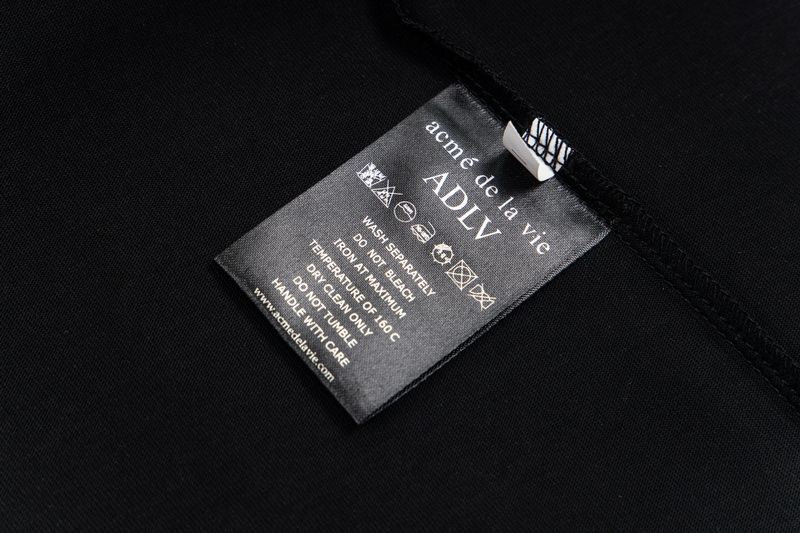 acmé de la vie
ADLV
WASH SEPARATELY
DO NOT BLEACH
IRON AT MAXIMUM
TEMPERATURE OF 160 C
DRY CLEAN ONLY
DO NOT TUMBLE
HANDLE WITH CARE
www.acmedelavie.com